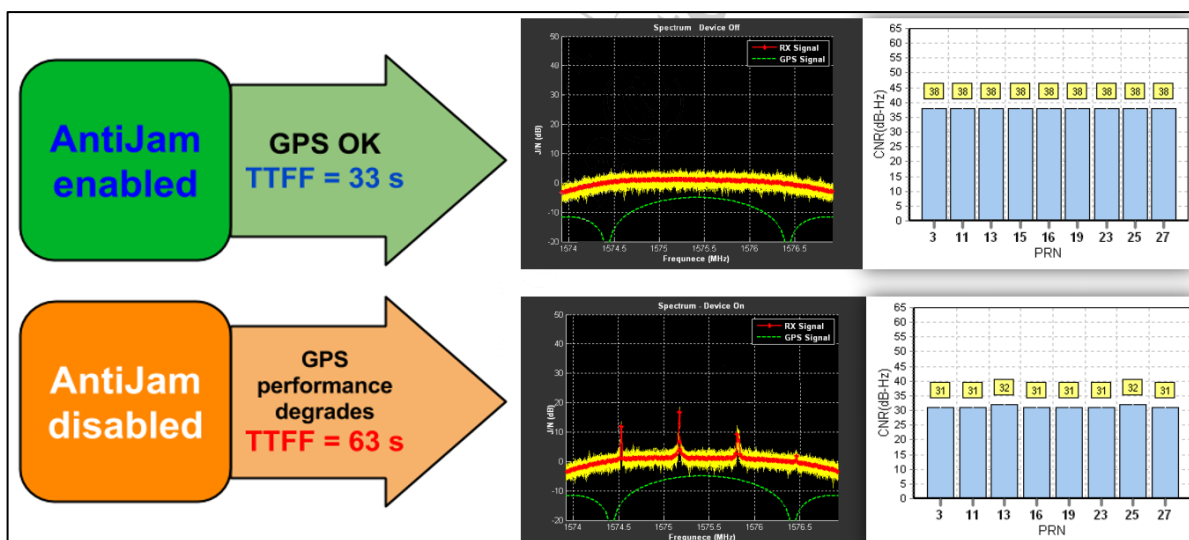 AntiJam
enabled
GPS OK
TTFF = 33 s
Spectrum - Device Off
RX Signal
GPS Signal
J/N (dB)
50
40
30
20
10
0
-10
-20
1574 1574.5 1575 1575.5 1576 1576.5
Frequnece (MHz)
CNR(dB-Hz)
65
60
55
50
45
40
35
30
25
20
15
10
5
0
38 38 38 38 38 38 38 38 38
3 11 13 15 16 19 23 25 27
PRN
AntiJam
disabled
GPS
performance
degrades
TTFF = 63 s
Spectrum - Device On
RX Signal
GPS Signal
J/N (dB)
50
40
30
20
10
0
-10
-20
1574 1574.5 1575 1575.5 1576 1576.5
Frequnece (MHz)
CNR(dB-Hz)
65
60
55
50
45
40
35
30
25
20
15
10
5
0
31 31 32 31 31 31 32 31
3 11 13 16 19 23 25 27
PRN